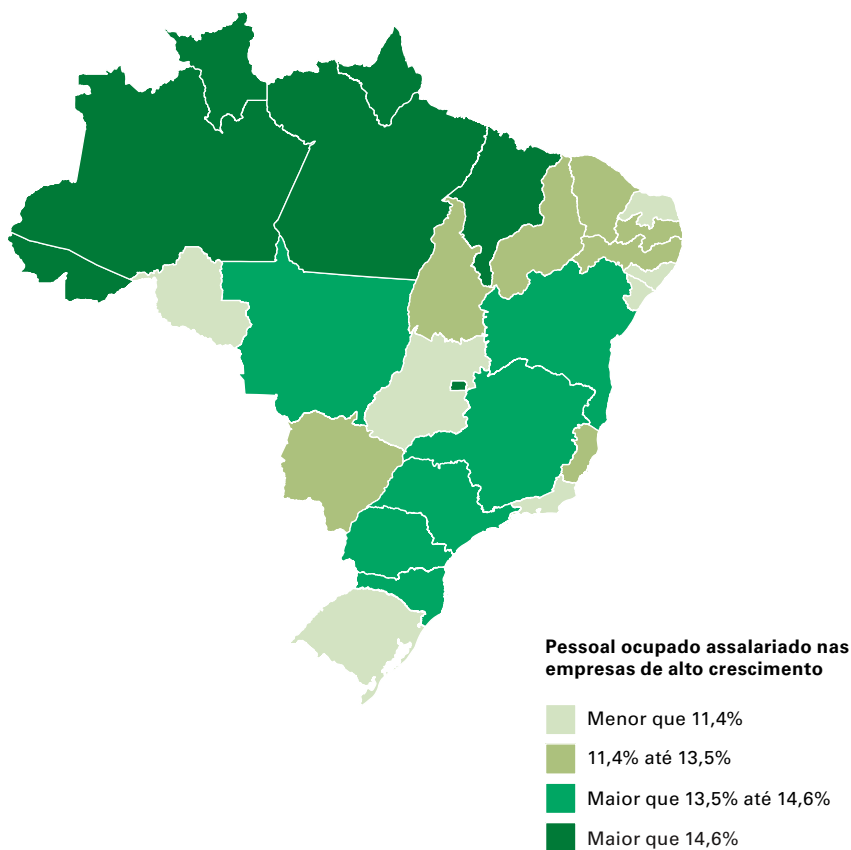 Pessoal ocupado assalariado nas
empresas de alto crescimento
Menor que 11,4%
11,4% até 13,5%
Maior que 13,5% até 14,6%
Maior que 14,6%